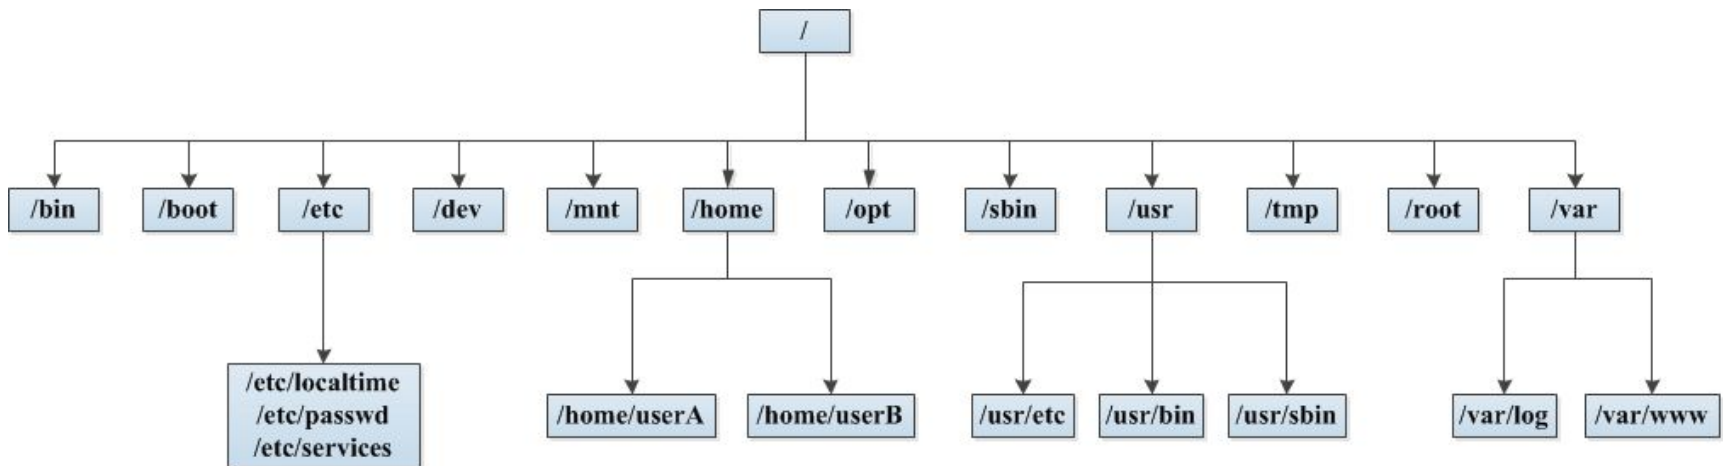 /
/bin
/boot
/etc
/dev
/mnt
/home
/opt
/sbin
/usr
/tmp
/root
/var
/etc/localtime
/etc/passwd
/etc/services
/home/userA
/home/userB
/usr/etc
/usr/bin
/usr/sbin
/var/log
/var/www